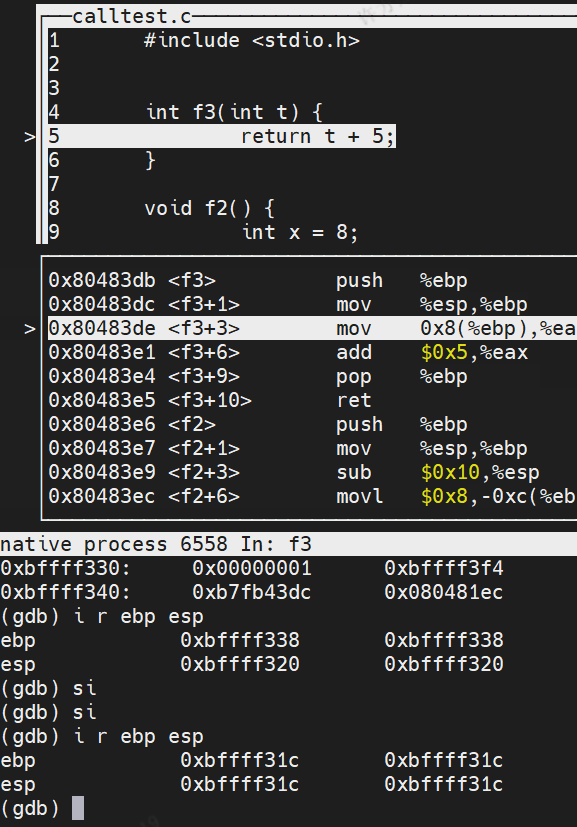 calltest.c
1 #include <stdio.h>
2
3
4 int f3(int t) {
> 5 return t + 5;
6 }
7
8 void f2() {
9 int x = 8;
0x80483db <f3> push %ebp
0x80483dc <f3+1> mov %esp,%ebp
> 0x80483de <f3+3> mov 0x8(%ebp),%ea
0x80483e1 <f3+6> add $0x5,%eax
0x80483e4 <f3+9> pop %ebp
0x80483e5 <f3+10> ret
0x80483e6 <f2> push %ebp
0x80483e7 <f2+1> mov %esp,%ebp
0x80483e9 <f2+3> sub $0x10,%esp
0x80483ec <f2+6> movl $0x8,-0xc(%eb
native process 6558 In: f3
0xbffff330: 0x00000001 0xbffff3f4
0xbffff340: 0xb7fb43dc 0x080481ec
(gdb) i r ebp esp
ebp 0xbffff338 0xbffff338
esp 0xbffff320 0xbffff320
(gdb) si
(gdb) si
(gdb) i r ebp esp
ebp 0xbffff31c 0xbffff31c
esp 0xbffff31c 0xbffff31c
(gdb)